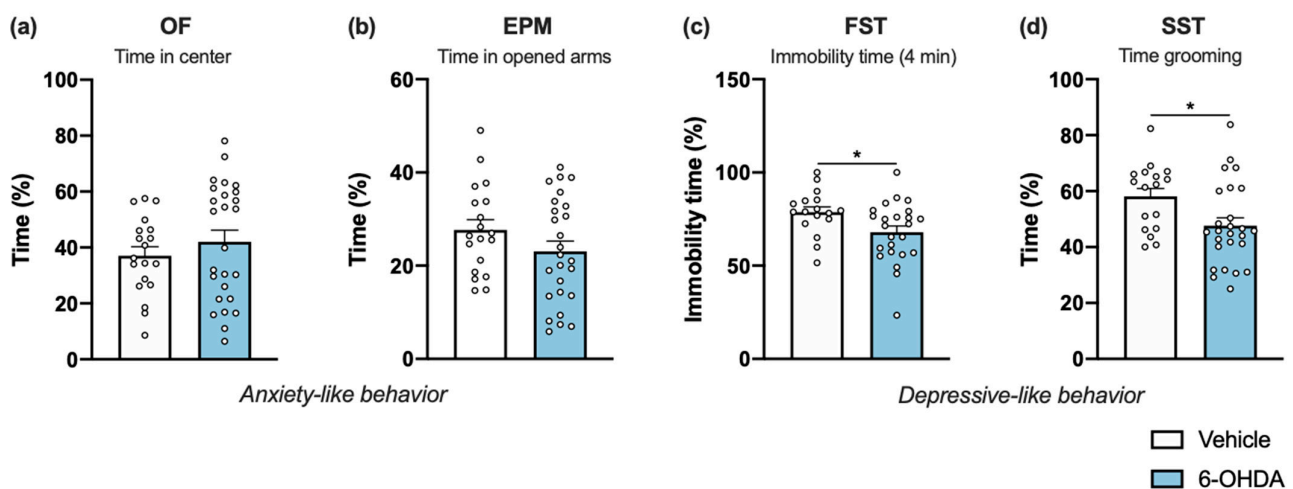 (a) OF
Time in center
Time (%)
100
80
60
40
20
0
(b) EPM
Time in opened arms
Time (%)
60
40
20
0
Anxiety-like behavior
(c) FST
Immobility time (4 min)
Immobility time (%)
150
100
50
0
*
(d) SST
Time grooming
Time (%)
100
80
60
40
20
0
*
Depressive-like behavior
Vehicle
6-OHDA